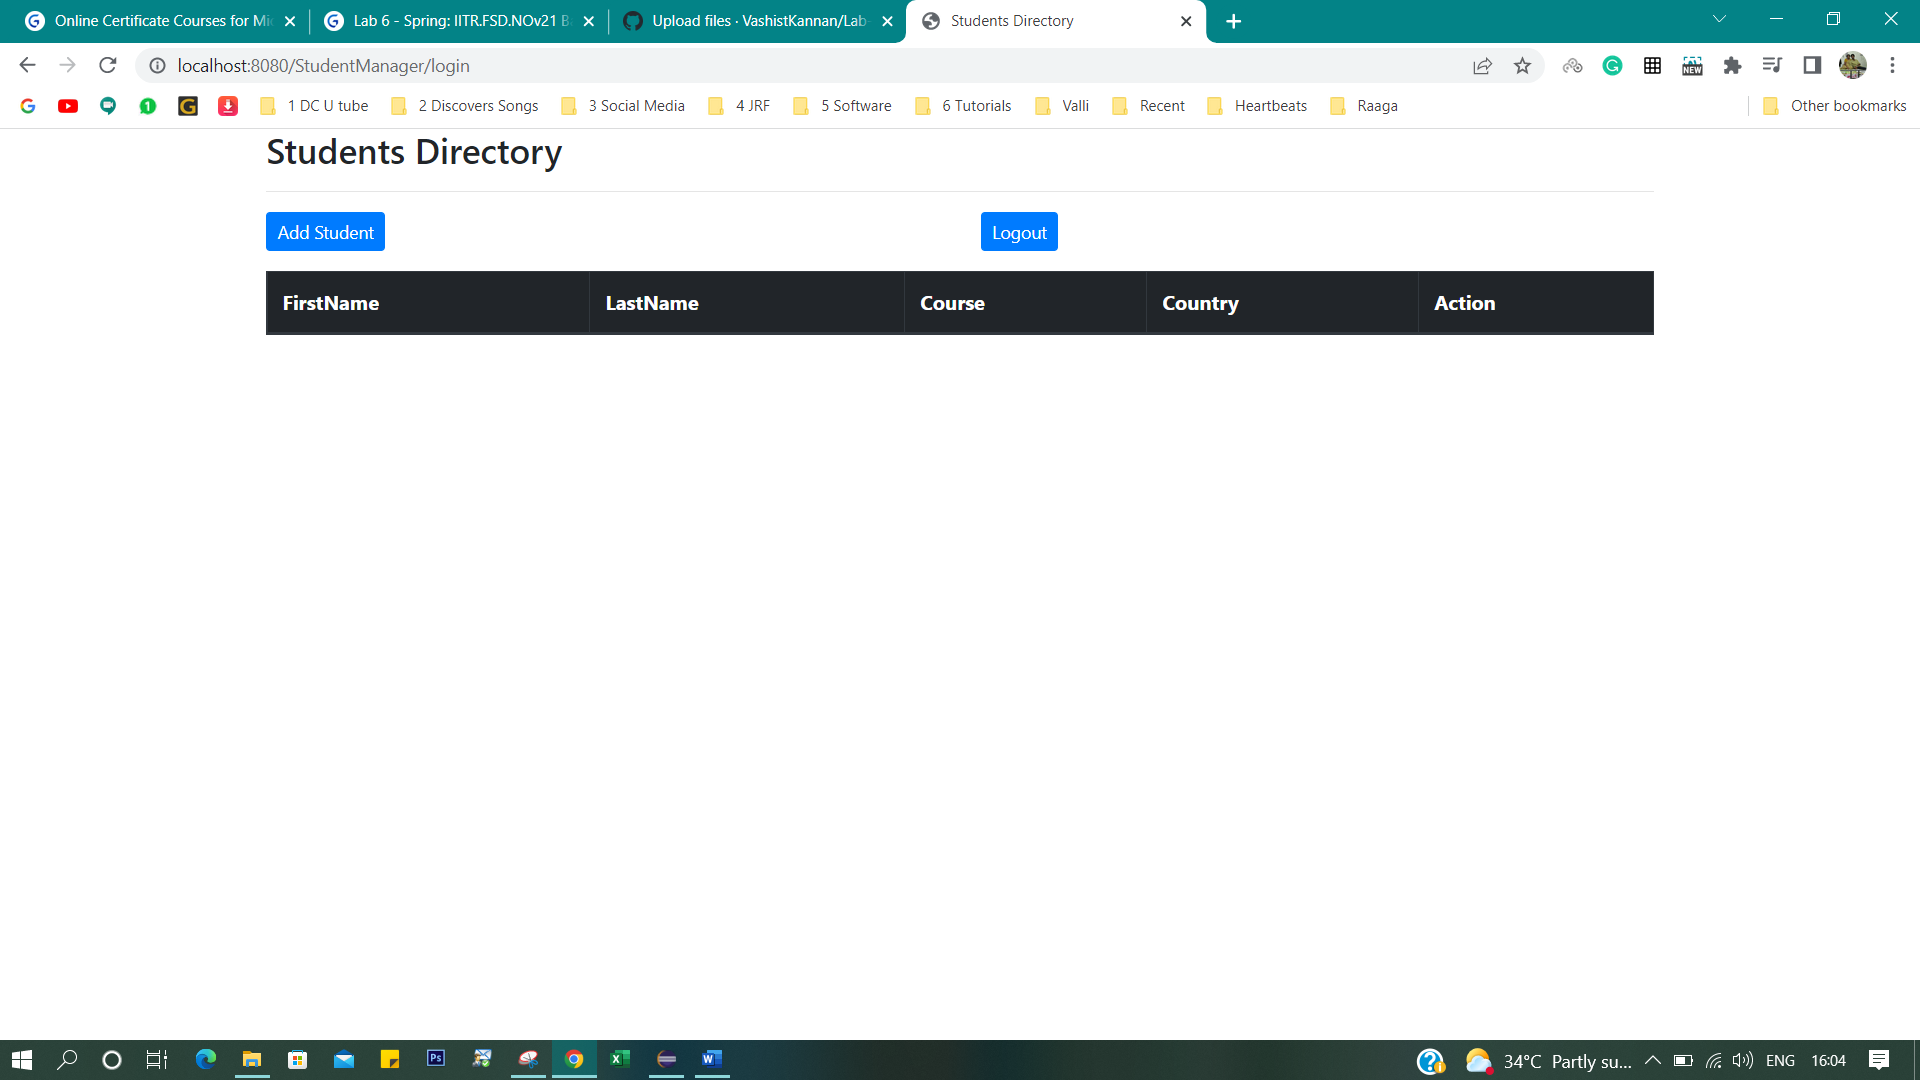 Online Certificate Courses for Mic
Lab 6 - Spring: IITR.FSD.NOv21 B
Upload files · VashistKannan/Lab-
Students Directory
localhost:8080/StudentManager/login
NEW
1 DC U tube
2 Discovers Songs
3 Social Media
4 JRF
5 Software
6 Tutorials
Valli
Recent
Heartbeats
Raaga
Other bookmarks
Students Directory
Add Student
Logout
FirstName LastName Course Country Action
34°C Partly su...
ENG
16:04